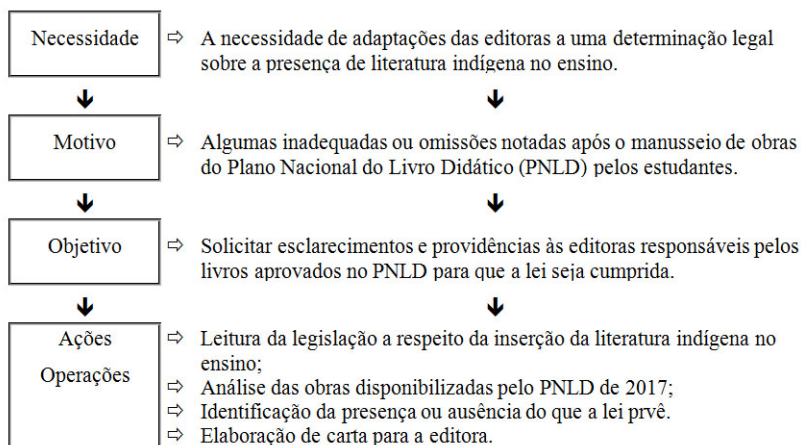 Necessidade ⇨ A necessidade de adaptações das editoras a uma determinação legal
sobre a presença de literatura indígena no ensino.
Motivo ⇨ Algumas inadequadas ou omissões notadas após o manusseio de obras
do Plano Nacional do Livro Didático (PNLD) pelos estudantes.
Objetivo ⇨ Solicitar esclarecimentos e providências às editoras responsáveis pelos
livros aprovados no PNLD para que a lei seja cumprida.
Ações ⇨ Leitura da legislação a respeito da inserção da literatura indígena no
Operações ensino;
⇨ Análise das obras disponibilizadas pelo PNLD de 2017;
⇨ Identificação da presença ou ausência do que a lei prvê.
⇨ Elaboração de carta para a editora.